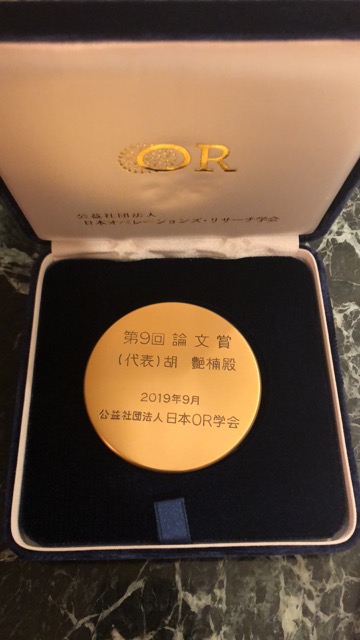 OR
公益社団法人
日本オペレーションズ・リサーチ学会
第9回 論文賞
(代表)胡 艶楠殿
2019年9月
公益社団法人日本OR学会